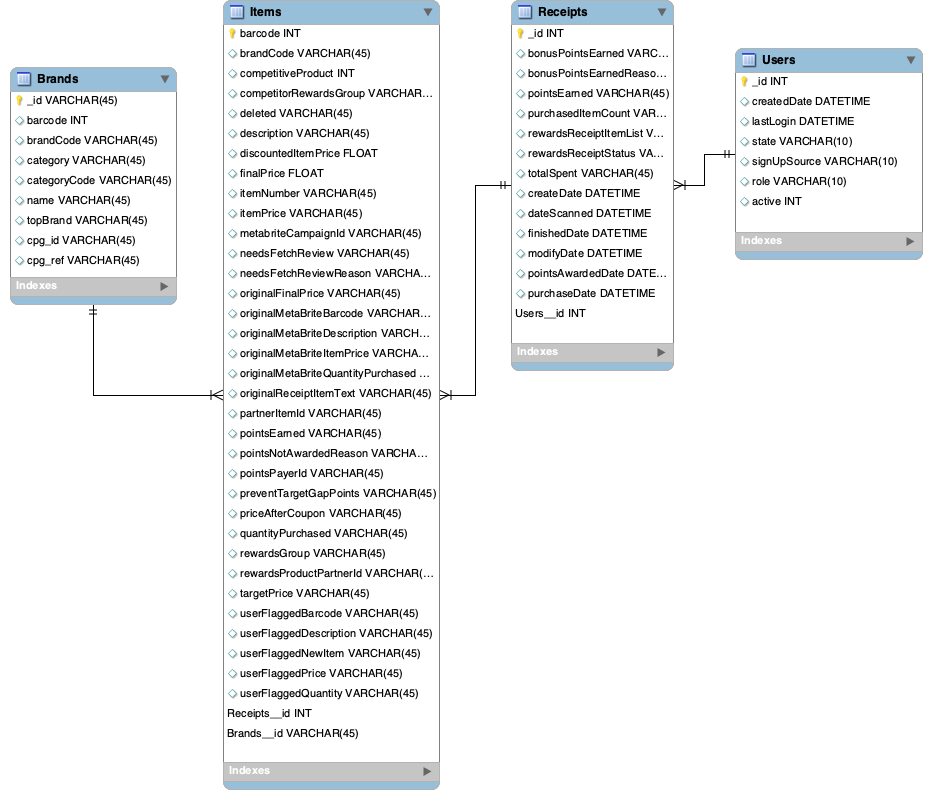 Brands
_id VARCHAR(45)
barcode INT
brandCode VARCHAR(45)
category VARCHAR(45)
categoryCode VARCHAR(45)
name VARCHAR(45)
topBrand VARCHAR(45)
cpg_id VARCHAR(45)
cpg_ref VARCHAR(45)
Indexes
Items
barcode INT
brandCode VARCHAR(45)
competitiveProduct INT
competitorRewardsGroup VARCHAR...
deleted VARCHAR(45)
description VARCHAR(45)
discountedItemPrice FLOAT
finalPrice FLOAT
itemNumber VARCHAR(45)
itemPrice VARCHAR(45)
metabriteCampaignId VARCHAR(45)
needsFetchReview VARCHAR(45)
needsFetchReviewReason VARCHA...
originalFinalPrice VARCHAR(45)
originalMetaBriteBarcode VARCHAR...
originalMetaBriteDescription VARCH...
originalMetaBriteItemPrice VARCHA...
originalMetaBriteQuantityPurchased ...
originalReceiptItemText VARCHAR(45)
partnerItemId VARCHAR(45)
pointsEarned VARCHAR(45)
pointsNotAwardedReason VARCHA...
pointsPayerId VARCHAR(45)
preventTargetGapPoints VARCHAR(45)
priceAfterCoupon VARCHAR(45)
quantityPurchased VARCHAR(45)
rewardsGroup VARCHAR(45)
rewardsProductPartnerId VARCHAR(...
targetPrice VARCHAR(45)
userFlaggedBarcode VARCHAR(45)
userFlaggedDescription VARCHAR(45)
userFlaggedNewItem VARCHAR(45)
userFlaggedPrice VARCHAR(45)
userFlaggedQuantity VARCHAR(45)
Receipts__id INT
Brands__id VARCHAR(45)
Indexes
Receipts
_id INT
bonusPointsEarned VARC...
bonusPointsEarnedReaso...
pointsEarned VARCHAR(45)
purchasedItemCount VAR...
rewardsReceiptItemList V...
rewardsReceiptStatus VA...
totalSpent VARCHAR(45)
createDate DATETIME
dateScanned DATETIME
finishedDate DATETIME
modifyDate DATETIME
pointsAwardedDate DATE...
purchaseDate DATETIME
Users__id INT
Indexes
Users
_id INT
createdDate DATETIME
lastLogin DATETIME
state VARCHAR(10)
signUpSource VARCHAR(10)
role VARCHAR(10)
active INT
Indexes